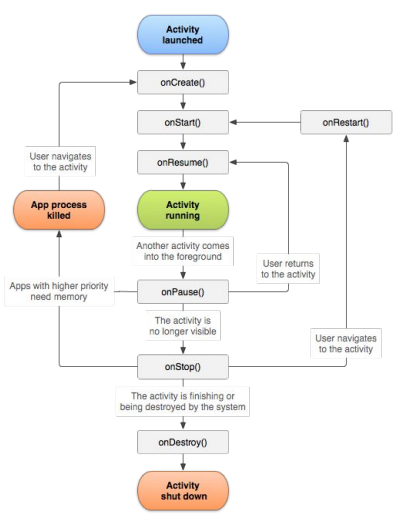 Activity
launched
onCreate()
onStart()
onRestart()
User navigates
to the activity
onResume()
App process
killed
Activity
running
Another activity comes
into the foreground
User returns
to the activity
Apps with higher priority
need memory
onPause()
The activity is
no longer visible
User navigates
to the activity
onStop()
The activity is finishing or
being destroyed by the system
onDestroy()
Activity
shut down